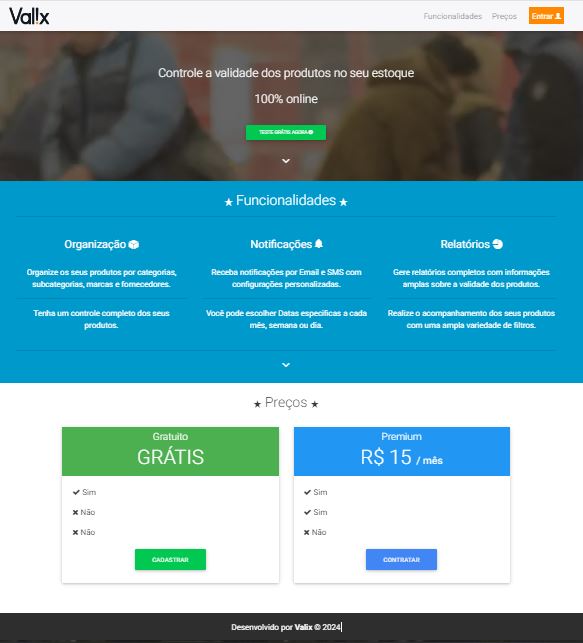 Val!x
Funcionalidades Preços Entrar
Controle a validade dos produtos no seu estoque
100% online
TESTE GRÁTIS AGORA
Funcionalidades
Organização
Organize os seus produtos por categorias,
subcategorias, marcas e fornecedores.
Tenha um controle completo dos seus
produtos.
Notificações
Receba notificações por Email e SMS com
configurações personalizadas.
Você pode escolher Datas específicas a cada
mês, semana ou dia.
Relatórios
Gere relatórios completos com informações
amplas sobre a validade dos produtos.
Realize o acompanhamento dos seus produtos
com uma ampla variedade de filtros.
Preços
Gratuito
GRÁTIS
Sim
Não
Não
CADASTRAR
Premium
R$ 15 / mês
Sim
Sim
Não
CONTRATAR
Desenvolvido por Valix © 2024